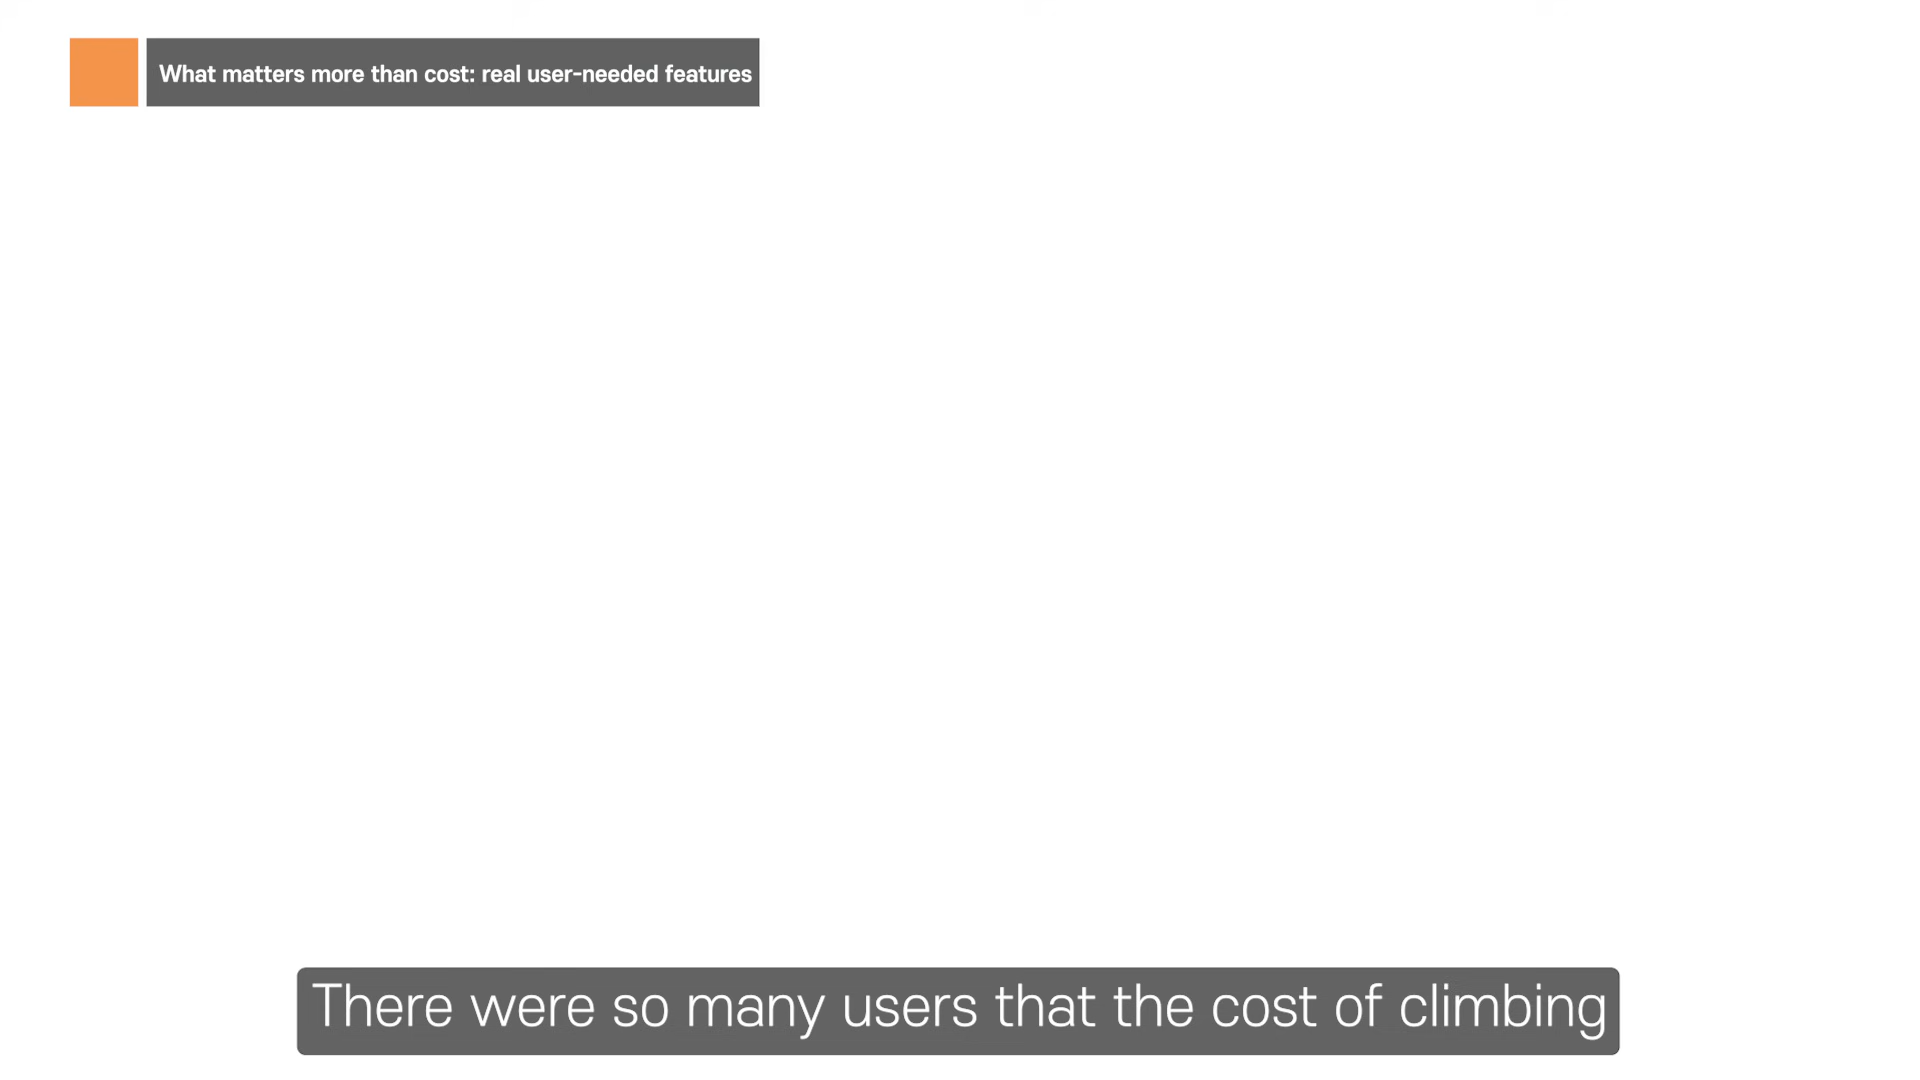 What matters more than cost: real user-needed features
There were so many users that the cost of climbing